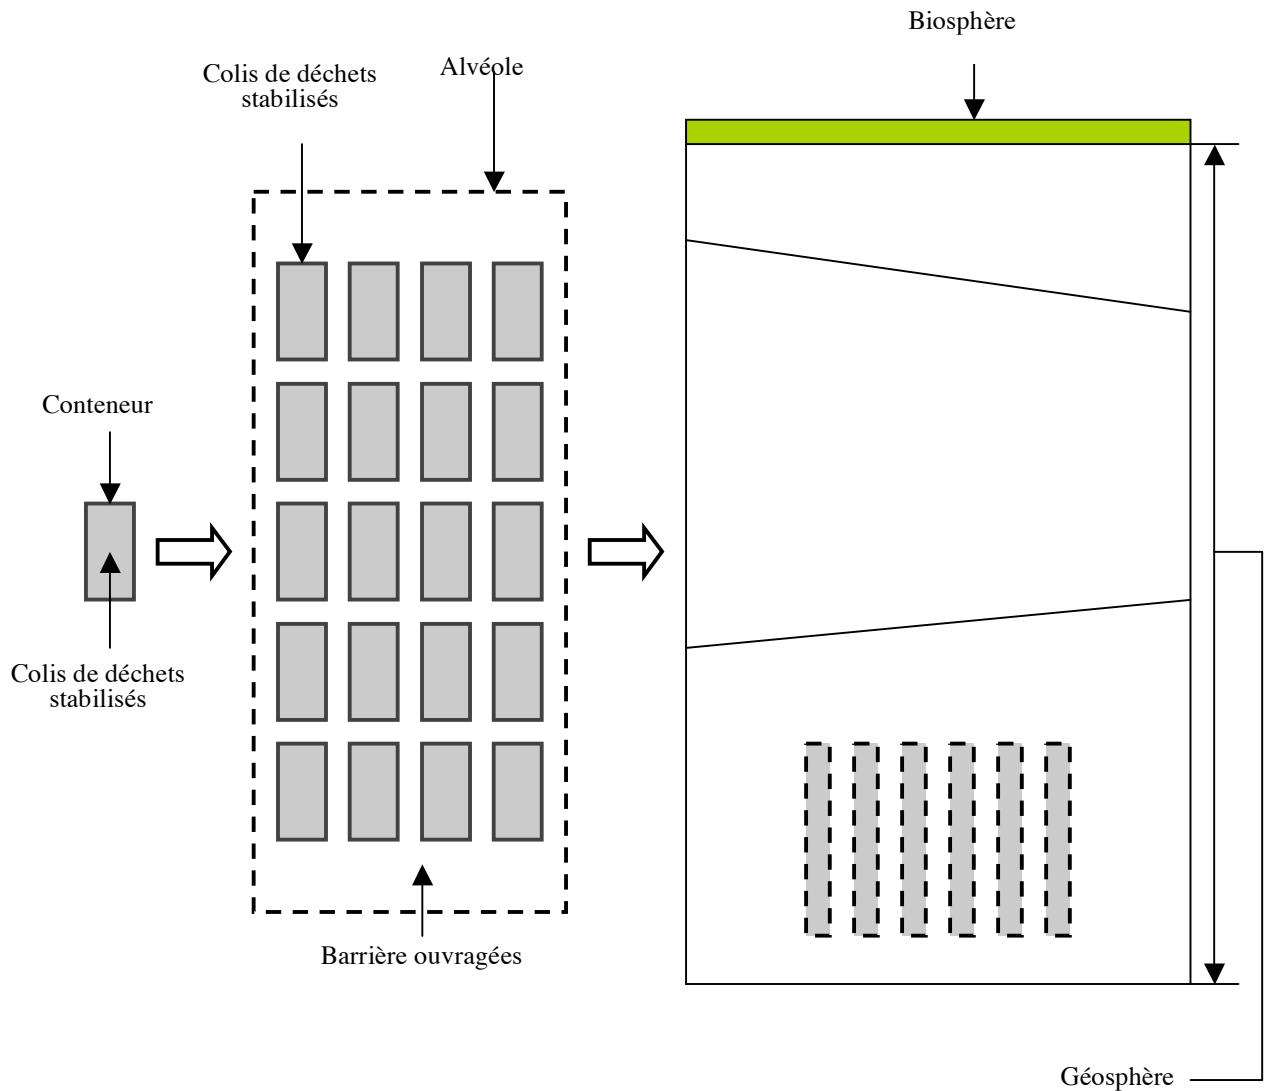 Biosphère
Colis de déchets
stabilisés
Alvéole
Conteneur
Colis de déchets
stabilisés
Barrière ouvragées
Géosphère